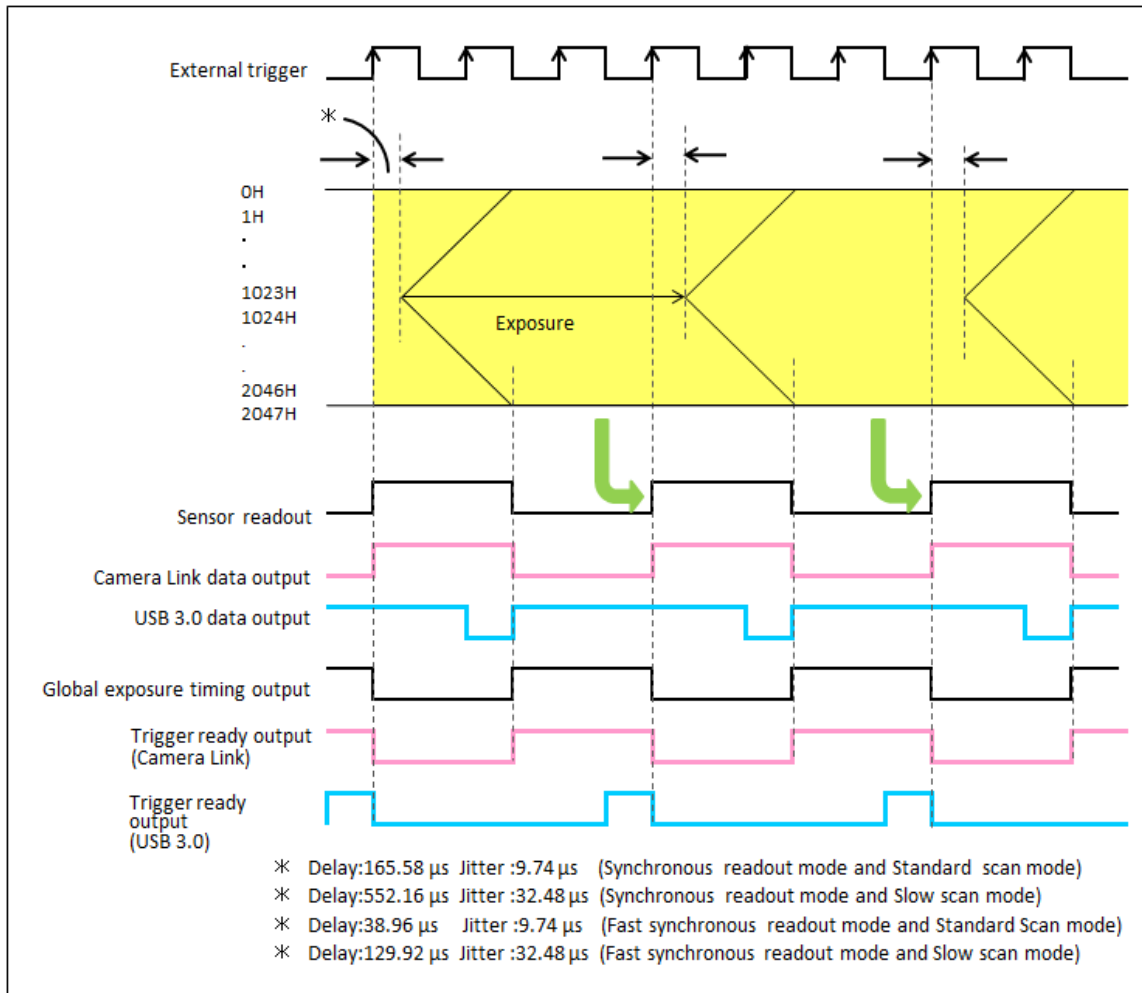 External trigger
✳
0H
1H
.
.
1023H
1024H
.
.
2046H
2047H
Exposure
Sensor readout
Camera Link data output
USB 3.0 data output
Global exposure timing output
Trigger ready output
(Camera Link)
Trigger ready
output
(USB 3.0)
✳ Delay:165.58 μs Jitter :9.74 μs (Synchronous readout mode and Standard scan mode)
✳ Delay:552.16 μs Jitter :32.48 μs (Synchronous readout mode and Slow scan mode)
✳ Delay:38.96 μs Jitter :9.74 μs (Fast synchronous readout mode and Standard Scan mode)
✳ Delay:129.92 μs Jitter :32.48 μs (Fast synchronous readout mode and Slow scan mode)